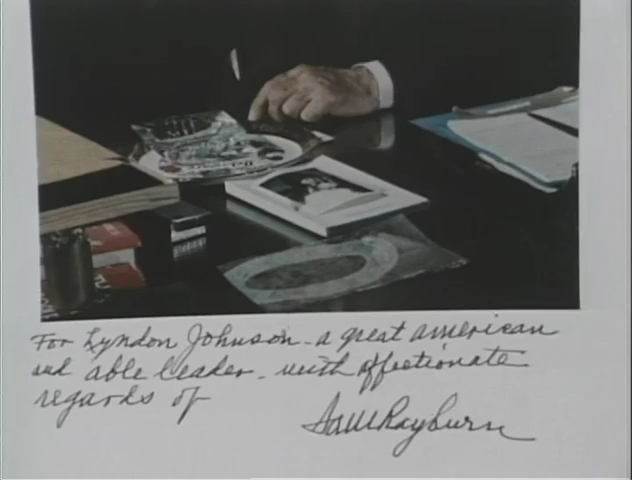 For Lyndon Johnson - a great american
and able leader - with affectionate
regards of
Sam Rayburn